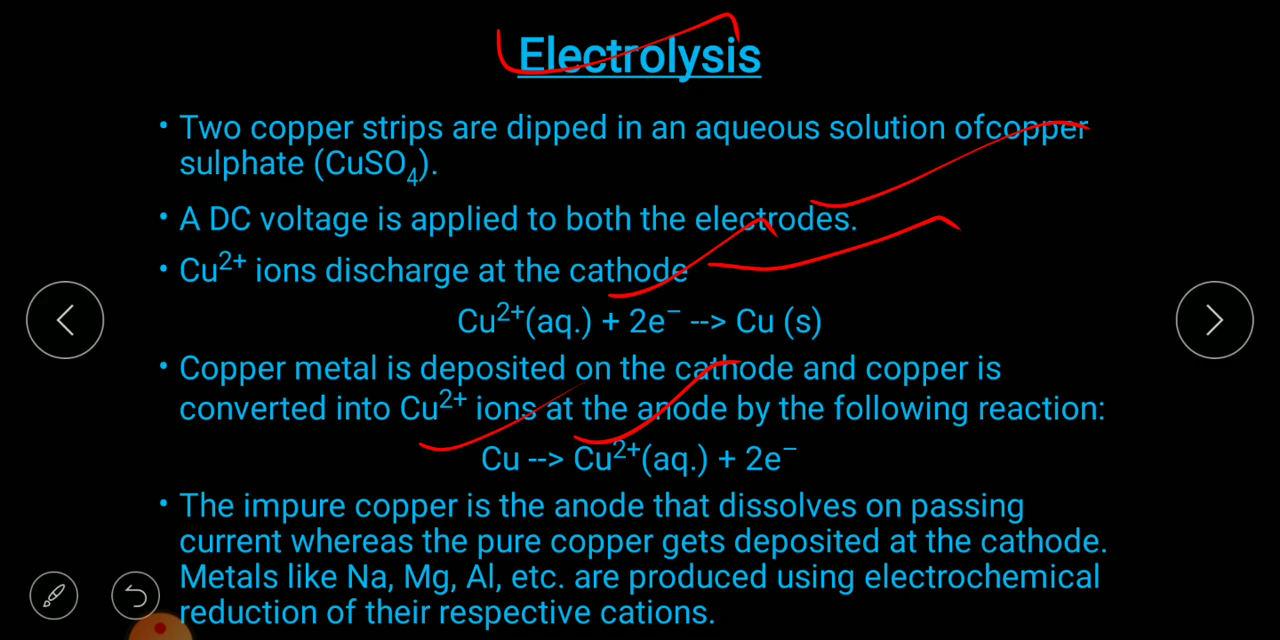 Electrolysis
• Two copper strips are dipped in an aqueous solution ofcopper
sulphate (CuSO₄).
• A DC voltage is applied to both the electrodes.
• Cu²⁺ ions discharge at the cathode
Cu²⁺(aq.) + 2e⁻ --> Cu (s)
• Copper metal is deposited on the cathode and copper is
converted into Cu²⁺ ions at the anode by the following reaction:
Cu --> Cu²⁺(aq.) + 2e⁻
• The impure copper is the anode that dissolves on passing
current whereas the pure copper gets deposited at the cathode.
Metals like Na, Mg, Al, etc. are produced using electrochemical
reduction of their respective cations.